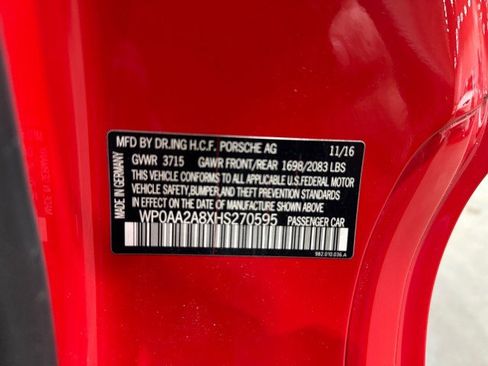 MFD BY DR.ING H.C.F. PORSCHE AG 11/16
GVWR 3715 GAWR FRONT/REAR 1698/2083 LBS
THIS VEHICLE CONFORMS TO ALL APPLICABLE U.S.FEDERAL MOTOR
VEHICLE SAFETY, BUMPER, AND THEFT PREVENTION STANDARDS
IN EFFECT ON THE DATE OF MANUFACTURE SHOWN ABOVE
WP0AA2A8XHS270595 PASSENGER CAR
982.010.036.A
MADE IN GERMANY